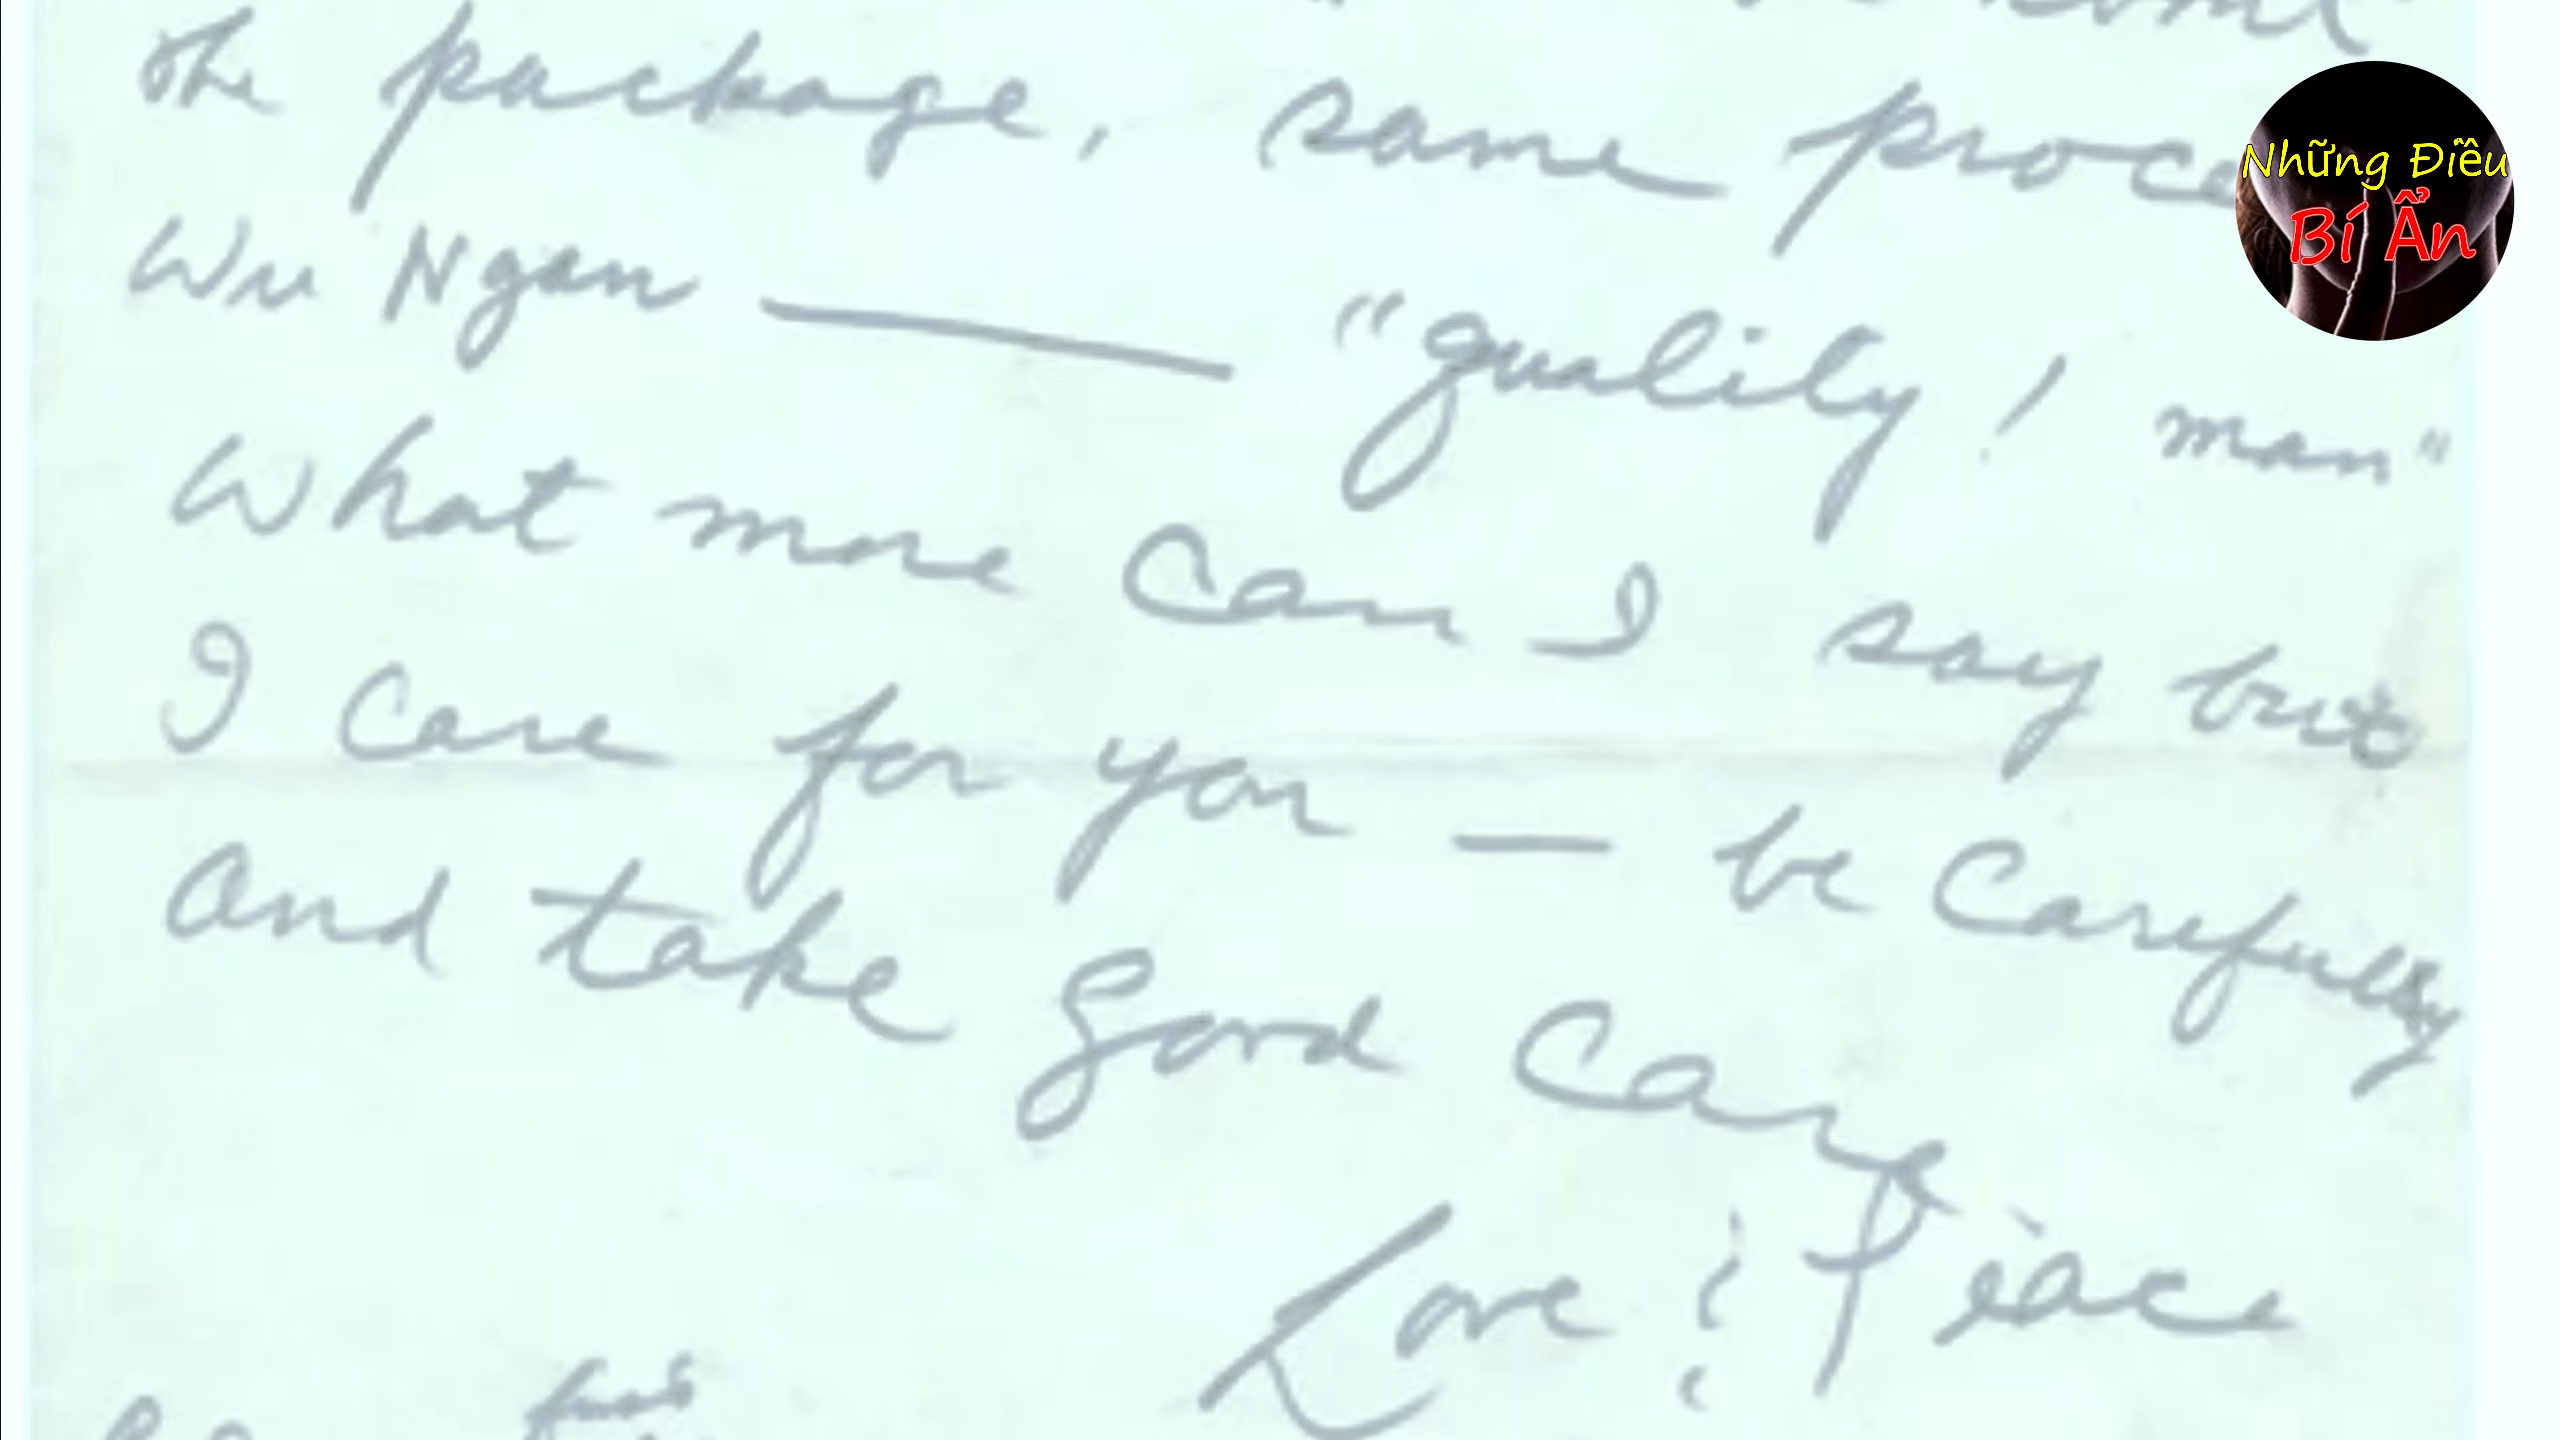 the package, same proce
Wu Ngan — "quality! man"
What more can I say but
I care for you — be carefully
and take good care
Love & Peace
Những Điều
Bí Ẩn